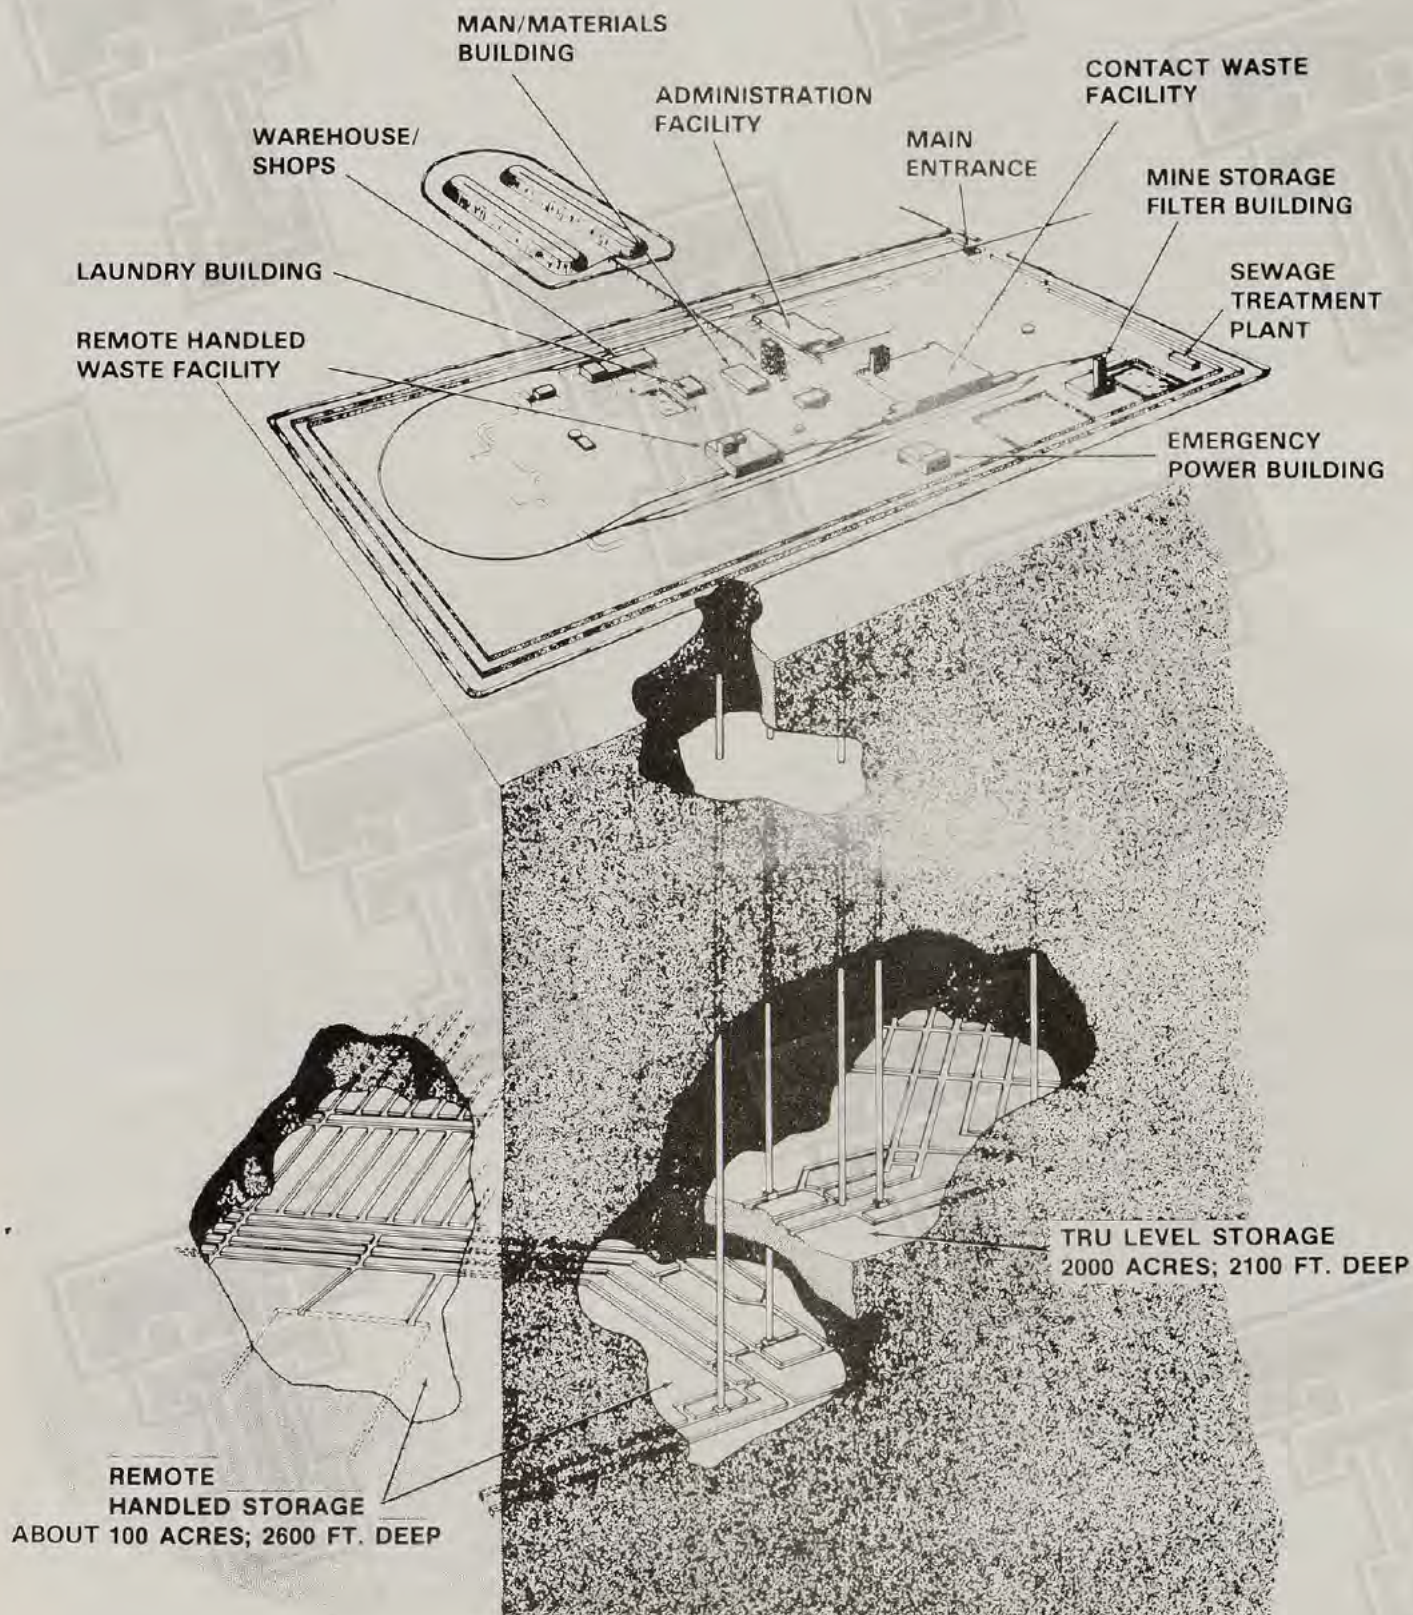 MAN/MATERIALS
BUILDING
ADMINISTRATION
FACILITY
CONTACT WASTE
FACILITY
WAREHOUSE/
SHOPS
MAIN
ENTRANCE
MINE STORAGE
FILTER BUILDING
LAUNDRY BUILDING
SEWAGE
TREATMENT
PLANT
REMOTE HANDLED
WASTE FACILITY
EMERGENCY
POWER BUILDING
TRU LEVEL STORAGE
2000 ACRES; 2100 FT. DEEP
REMOTE
HANDLED STORAGE
ABOUT 100 ACRES; 2600 FT. DEEP